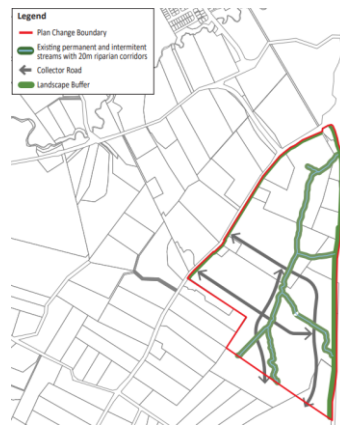 Legend
Plan Change Boundary
Existing permanent and intermitent
streams with 20m riparian corridors
Collector Road
Landscape Buffer